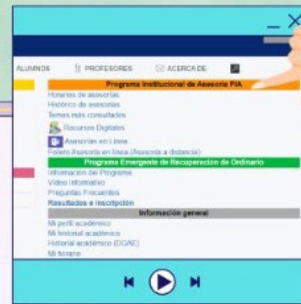 ALUMNOS PROFESORES ACERCA DE
Programa Institucional de Asesoría PIA
Horarios de asesorías
Histórico de asesorías
Temas más consultados
Recursos Digitales
Asesorías en Línea
Folleto Asesoría en línea (Asesoría a distancia)
Programa Emergente de Recuperación de Ordinario
Información del Programa
Video Informativo
Preguntas Frecuentes
Resultados e inscripción
Información general
Mi perfil académico
Mi historial académico
Historial académico (DGAE)
Mi horario